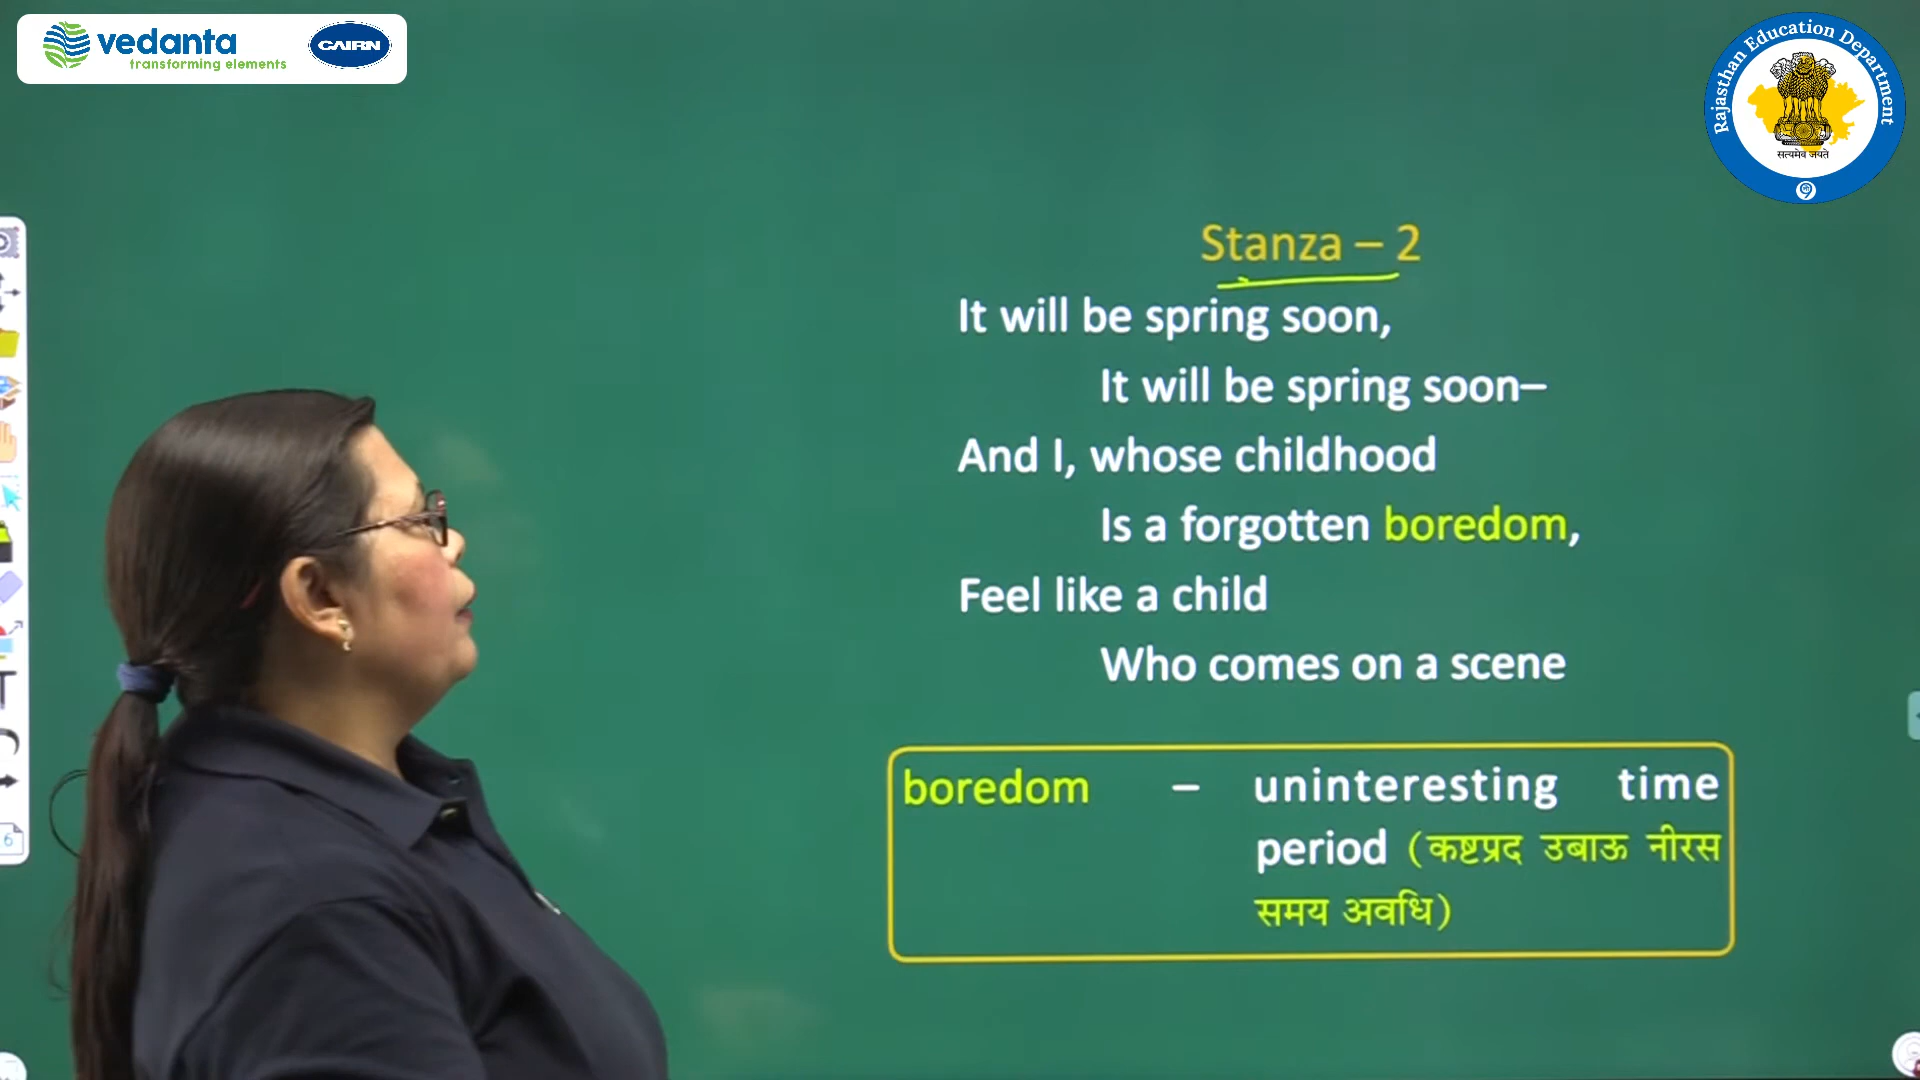 vedanta
transforming elements
CAIRN
Rajasthan Education Department
सत्यमेव जयते
Stanza – 2
It will be spring soon,
It will be spring soon–
And I, whose childhood
Is a forgotten boredom,
Feel like a child
Who comes on a scene
boredom – uninteresting time
period (कष्टप्रद उबाऊ नीरस
समय अवधि)
T
6